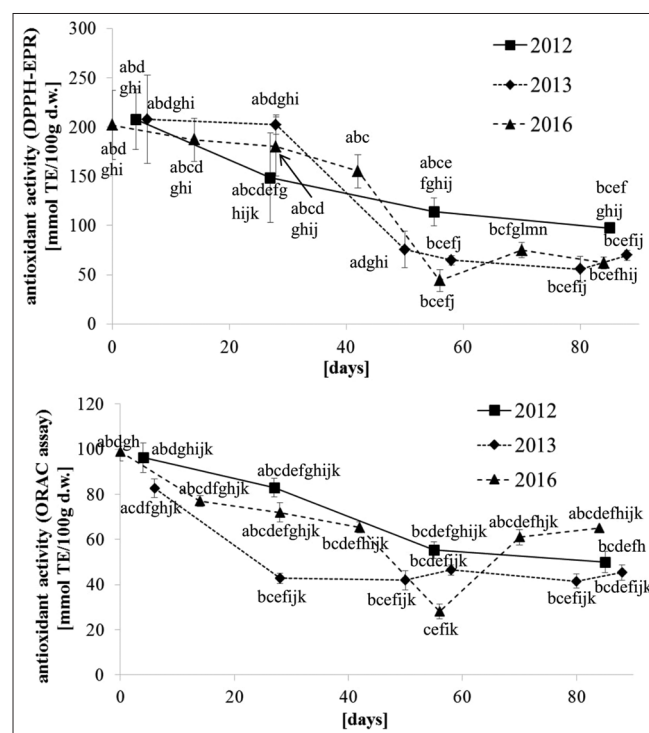 antioxidant activity (DPPH-EPR)
[mmol TE/100g d.w.]
300
250
200
150
100
50
0
0
20
40
60
80
[days]
2012
2013
2016
abd
ghi
abdghi
abdghi
abc
abd
ghi
abcd
ghi
abcdefg
hijk
abcd
ghij
abce
fghij
bcef
ghij
adghi
bcefj
bcefj
bcfglmn
bcefij
bcefij
bcefhij
antioxidant activity (ORAC assay)
[mmol TE/100g d.w.]
120
100
80
60
40
20
0
0
20
40
60
80
[days]
2012
2013
2016
abdgh
abdghijk
abcdefghijk
acdfghjk
abcdfghjk
abcdefghijk
bcdefhijk
bcdefghijk
bcdefijk
abcdefhjk
abcdefhijk
bcdefh
bcefijk
bcefijk
cefik
bcefijk
bcdefijk